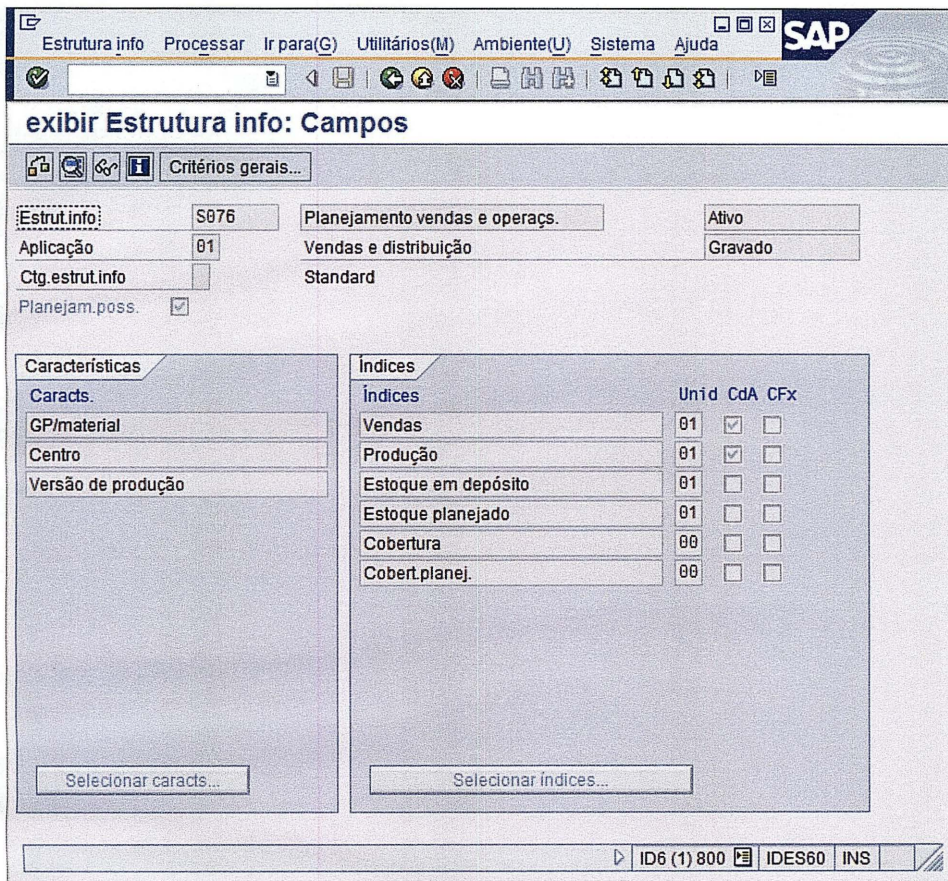 Estrutura info Processar Ir para(G) Utilitários(M) Ambiente(U) Sistema Ajuda SAP
exibir Estrutura info: Campos
Critérios gerais...
Estrut.info S076 Planejamento vendas e operaçs. Ativo
Aplicação 01 Vendas e distribuição Gravado
Ctg.estrut.info Standard
Planejam.poss.
Características
Caracts.
GP/material
Centro
Versão de produção
Selecionar caracts...
Índices
Índices Unid CdA CFx
Vendas 01
Produção 01
Estoque em depósito 01
Estoque planejado 01
Cobertura 00
Cobert.planej. 00
Selecionar índices...
ID6 (1) 800 IDES60 INS